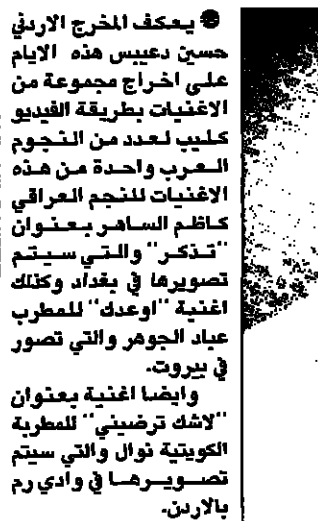 ● يعكف المخرج الاردني
حسين دعيبس هذه الايام
على اخراج مجموعة من
الاغنيات بطريقة الفيديو
كليب لعدد من النجوم
العرب واحدة من هذه
الاغنيات للنجم العراقي
كاظم الساهر بعنوان
"تذكر" والتي سيتم
تصويرها في بغداد وكذلك
اغنية "اوعدك" للمطرب
عباد الجوهر والتي تصور
في بيروت.
وايضا اغنية بعنوان
"لاشك ترضيني" للمطربة
الكويتية نوال والتي سيتم
تصويرها في وادي رم
بالاردن.